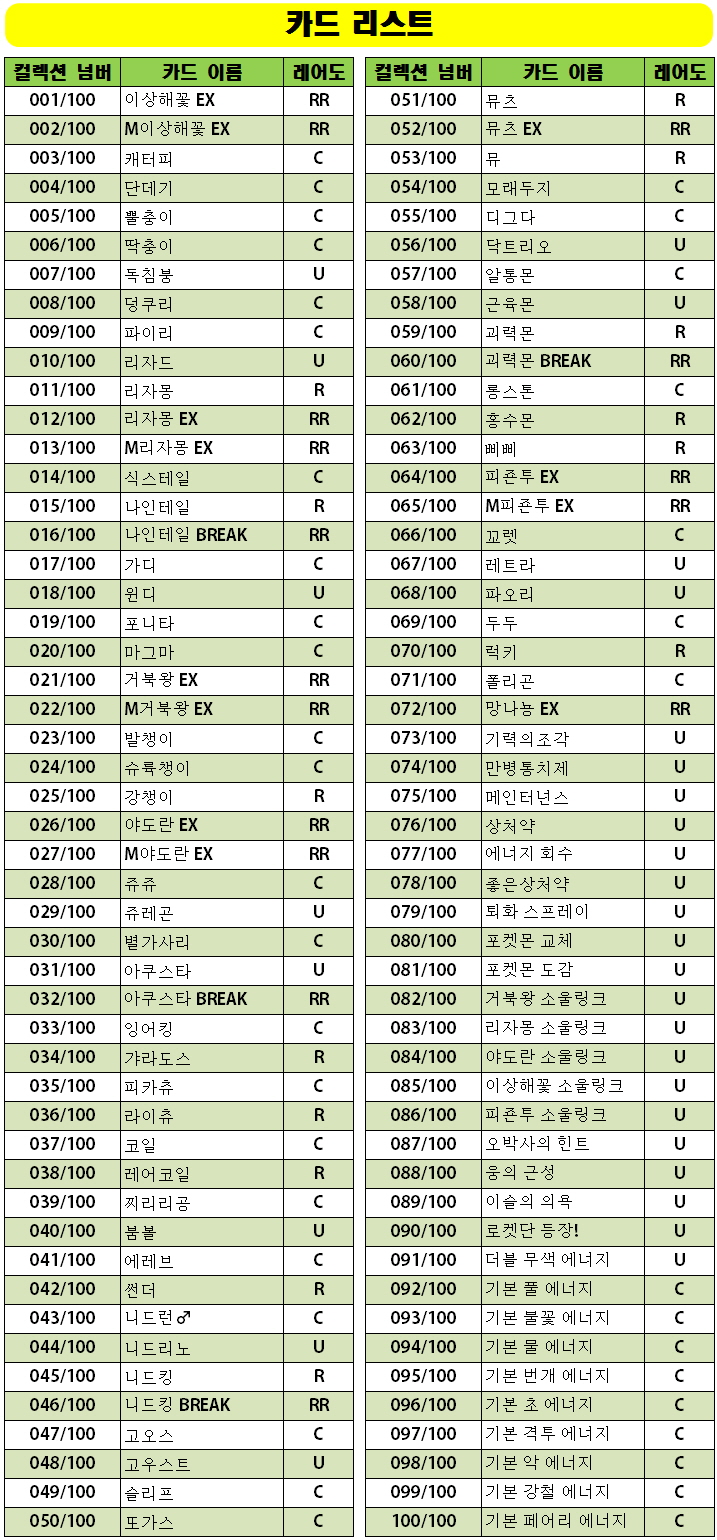 카드 리스트
컬렉션 넘버 카드 이름 레어도
001/100 이상해꽃 EX RR
002/100 M이상해꽃 EX RR
003/100 캐터피 C
004/100 단데기 C
005/100 뿔충이 C
006/100 딱충이 C
007/100 독침붕 U
008/100 덩쿠리 C
009/100 파이리 C
010/100 리자드 U
011/100 리자몽 R
012/100 리자몽 EX RR
013/100 M리자몽 EX RR
014/100 식스테일 C
015/100 나인테일 R
016/100 나인테일 BREAK RR
017/100 가디 C
018/100 윈디 U
019/100 포니타 C
020/100 마그마 C
021/100 거북왕 EX RR
022/100 M거북왕 EX RR
023/100 발챙이 C
024/100 슈륙챙이 C
025/100 강챙이 R
026/100 야도란 EX RR
027/100 M야도란 EX RR
028/100 쥬쥬 C
029/100 쥬레곤 U
030/100 별가사리 C
031/100 아쿠스타 U
032/100 아쿠스타 BREAK RR
033/100 잉어킹 C
034/100 갸라도스 R
035/100 피카츄 C
036/100 라이츄 R
037/100 코일 C
038/100 레어코일 R
039/100 찌리리공 C
040/100 붐볼 U
041/100 에레브 C
042/100 썬더 R
043/100 니드런♂ C
044/100 니드리노 U
045/100 니드킹 R
046/100 니드킹 BREAK RR
047/100 고오스 C
048/100 고우스트 U
049/100 슬리프 C
050/100 또가스 C
컬렉션 넘버 카드 이름 레어도
051/100 뮤츠 R
052/100 뮤츠 EX RR
053/100 뮤 R
054/100 모래두지 C
055/100 디그다 C
056/100 닥트리오 U
057/100 알통몬 C
058/100 근육몬 U
059/100 괴력몬 R
060/100 괴력몬 BREAK RR
061/100 롱스톤 C
062/100 홍수몬 R
063/100 삐삐 R
064/100 피죤투 EX RR
065/100 M피죤투 EX RR
066/100 꼬렛 C
067/100 레트라 U
068/100 파오리 U
069/100 두두 C
070/100 럭키 R
071/100 폴리곤 C
072/100 망나뇽 EX RR
073/100 기력의조각 U
074/100 만병통치제 U
075/100 메인터넌스 U
076/100 상처약 U
077/100 에너지 회수 U
078/100 좋은상처약 U
079/100 퇴화 스프레이 U
080/100 포켓몬 교체 U
081/100 포켓몬 도감 U
082/100 거북왕 소울링크 U
083/100 리자몽 소울링크 U
084/100 야도란 소울링크 U
085/100 이상해꽃 소울링크 U
086/100 피죤투 소울링크 U
087/100 오박사의 힌트 U
088/100 웅의 근성 U
089/100 이슬의 의욕 U
090/100 로켓단 등장! U
091/100 더블 무색 에너지 U
092/100 기본 풀 에너지 C
093/100 기본 불꽃 에너지 C
094/100 기본 물 에너지 C
095/100 기본 번개 에너지 C
096/100 기본 초 에너지 C
097/100 기본 격투 에너지 C
098/100 기본 악 에너지 C
099/100 기본 강철 에너지 C
100/100 기본 페어리 에너지 C